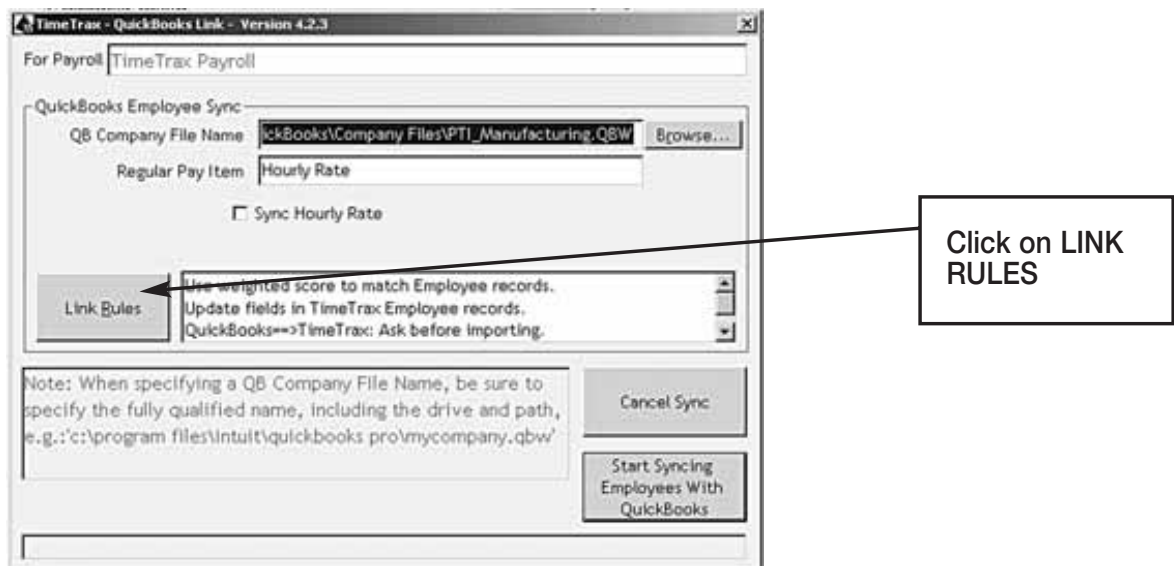 TimeTrax - QuickBooks Link - Version 4.2.3
For Payroll TimeTrax Payroll
QuickBooks Employee Sync
QB Company File Name ickBooks\Company Files\PTI_Manufacturing.QBW Browse...
Regular Pay Item Hourly Rate
Sync Hourly Rate
Click on LINK
RULES
Link Rules
Use weighted score to match Employee records.
Update fields in TimeTrax Employee records.
QuickBooks==>TimeTrax: Ask before importing.
Note: When specifying a QB Company File Name, be sure to
specify the fully qualified name, including the drive and path,
e.g.:'c:\program files\intuit\quickbooks pro\mycompany.qbw'
Cancel Sync
Start Syncing
Employees With
QuickBooks